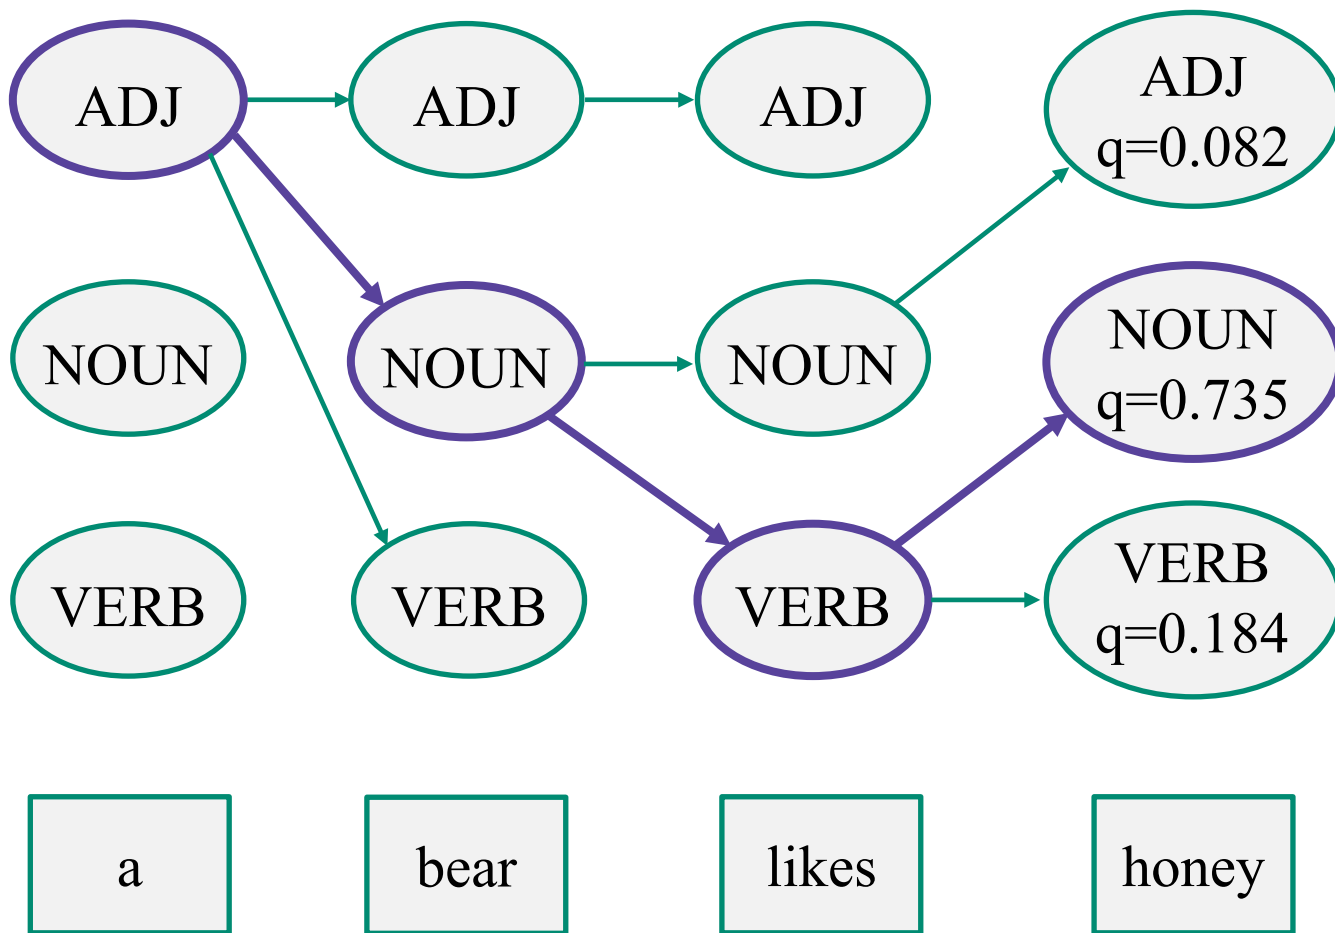 ADJ
ADJ
ADJ
ADJ
q=0.082
NOUN
NOUN
NOUN
NOUN
q=0.735
VERB
VERB
VERB
VERB
q=0.184
a
bear
likes
honey